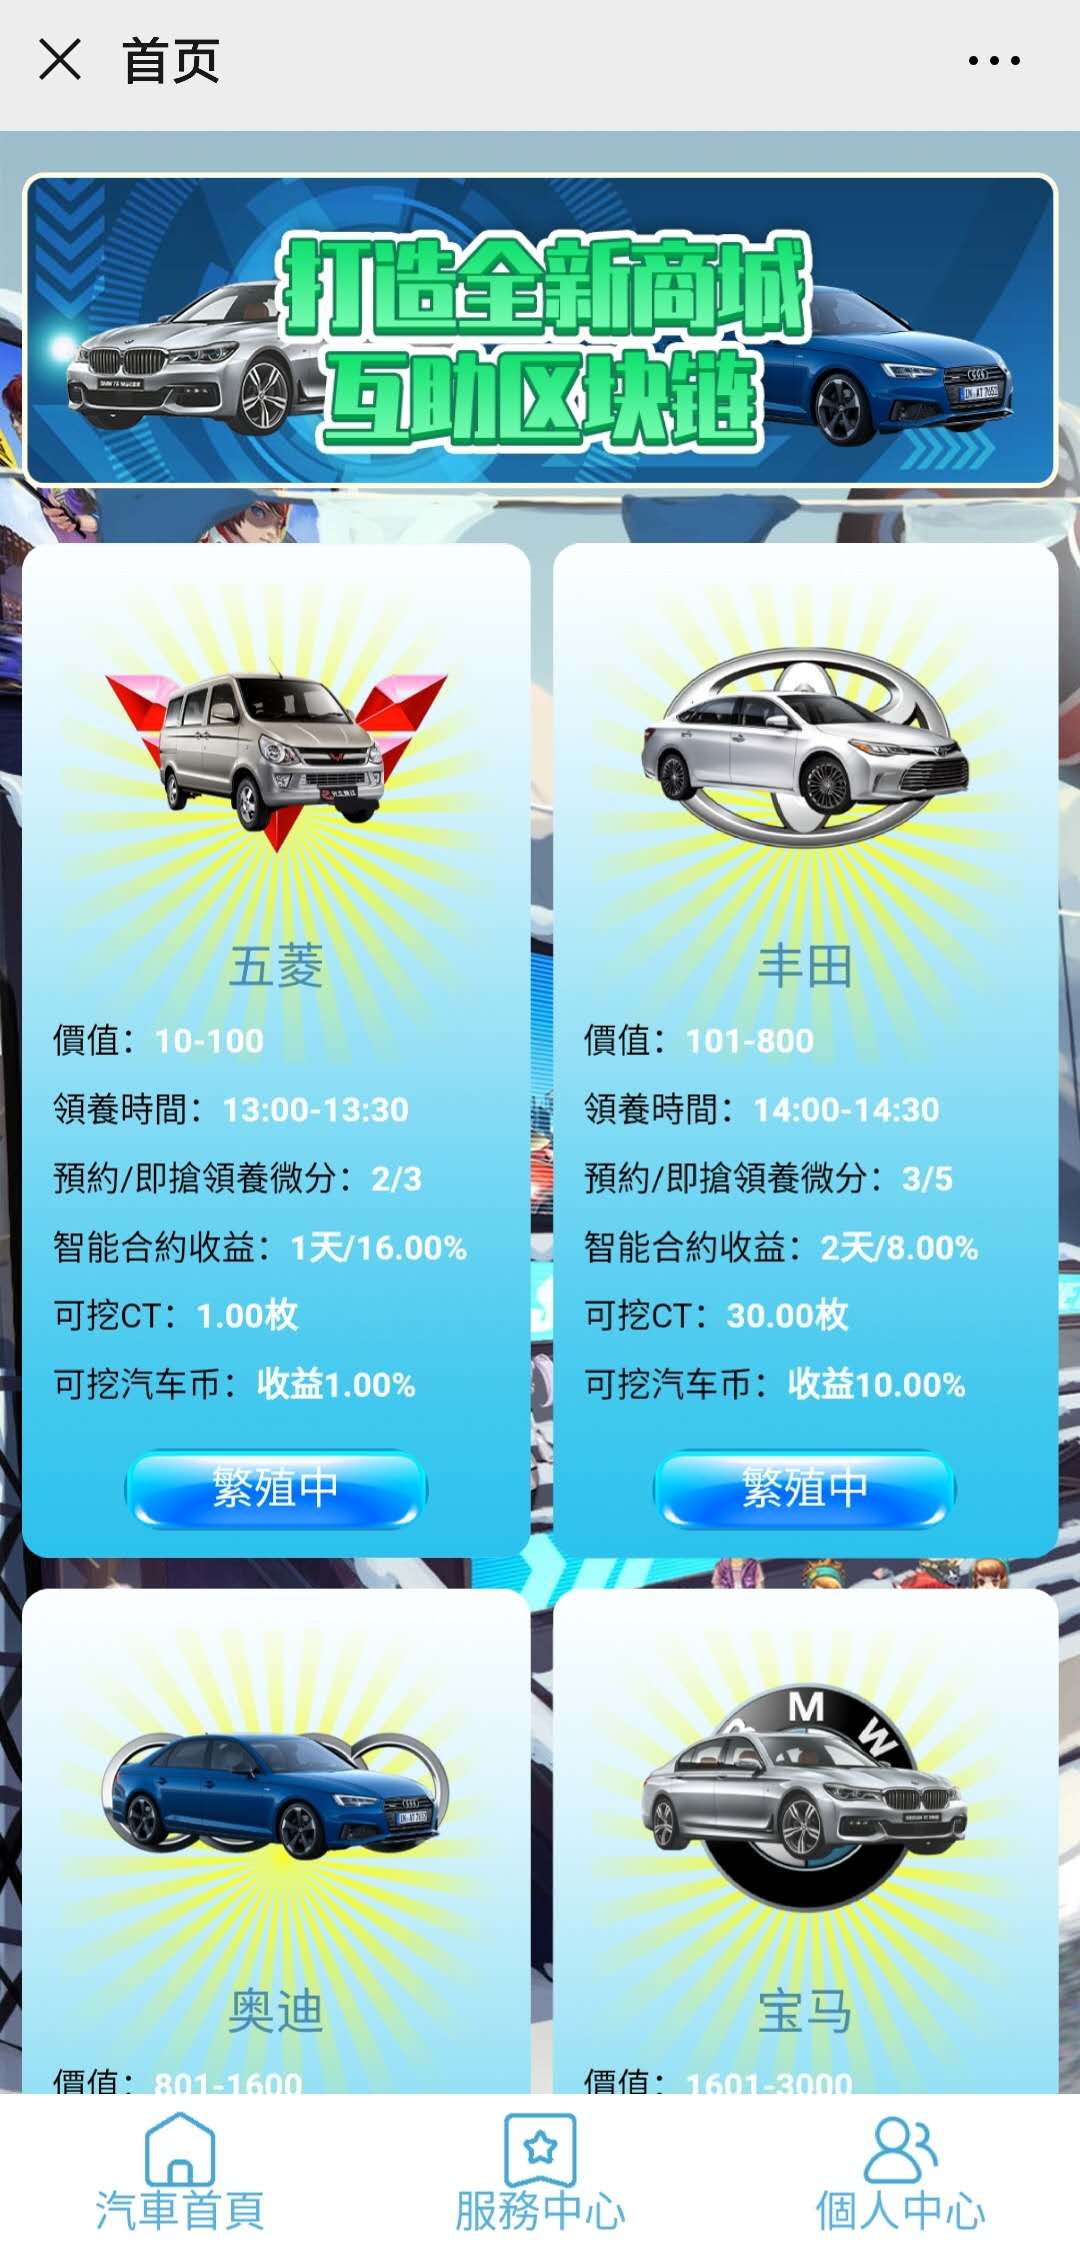 首页
打造全新商城
互助区块链
五菱
價值：10-100
領養時間：13:00-13:30
預約/即搶領養微分：2/3
智能合約收益：1天/16.00%
可挖CT：1.00枚
可挖汽车币：收益1.00%
繁殖中
丰田
價值：101-800
領養時間：14:00-14:30
預約/即搶領養微分：3/5
智能合約收益：2天/8.00%
可挖CT：30.00枚
可挖汽车币：收益10.00%
繁殖中
奥迪
價值：801-1600
M W
宝马
價值：1601-3000
汽車首頁
服務中心
個人中心